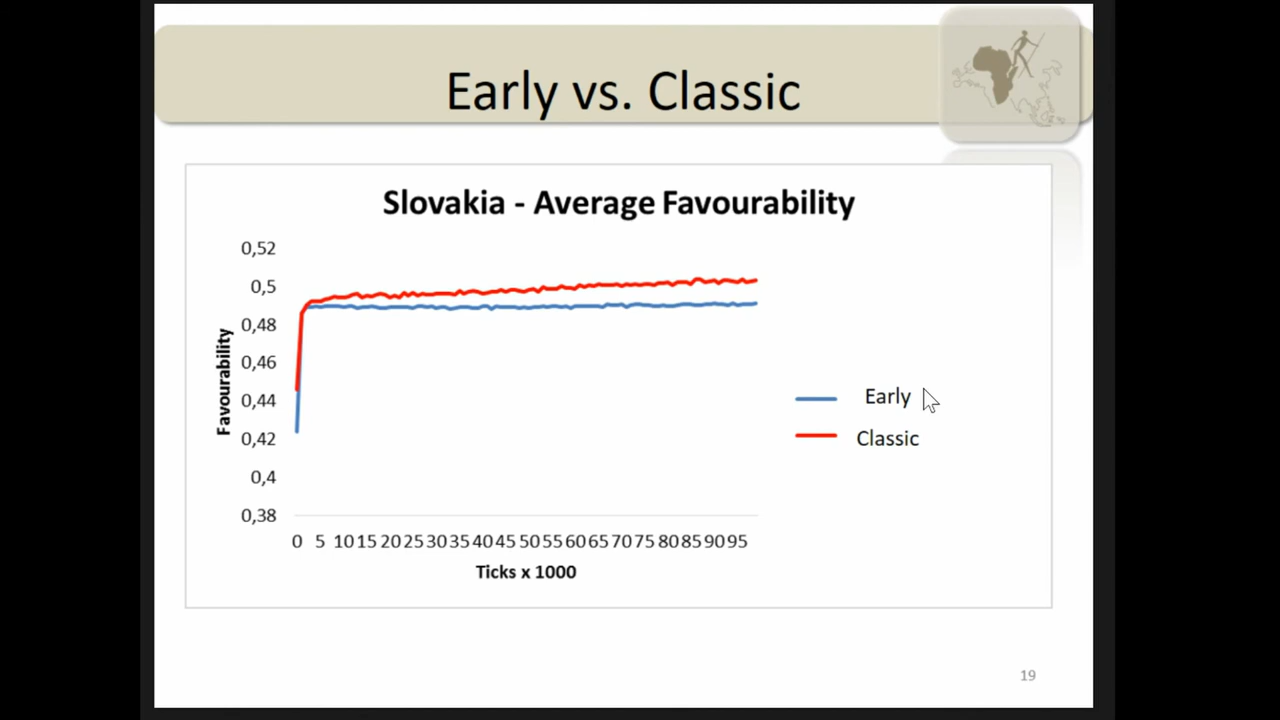 Early vs. Classic
Slovakia - Average Favourability
0,52
0,5
0,48
0,46
0,44
0,42
0,4
0,38
Favourability
0 5 10 15 20 25 30 35 40 45 50 55 60 65 70 75 80 85 90 95
Ticks x 1000
Early
Classic
19